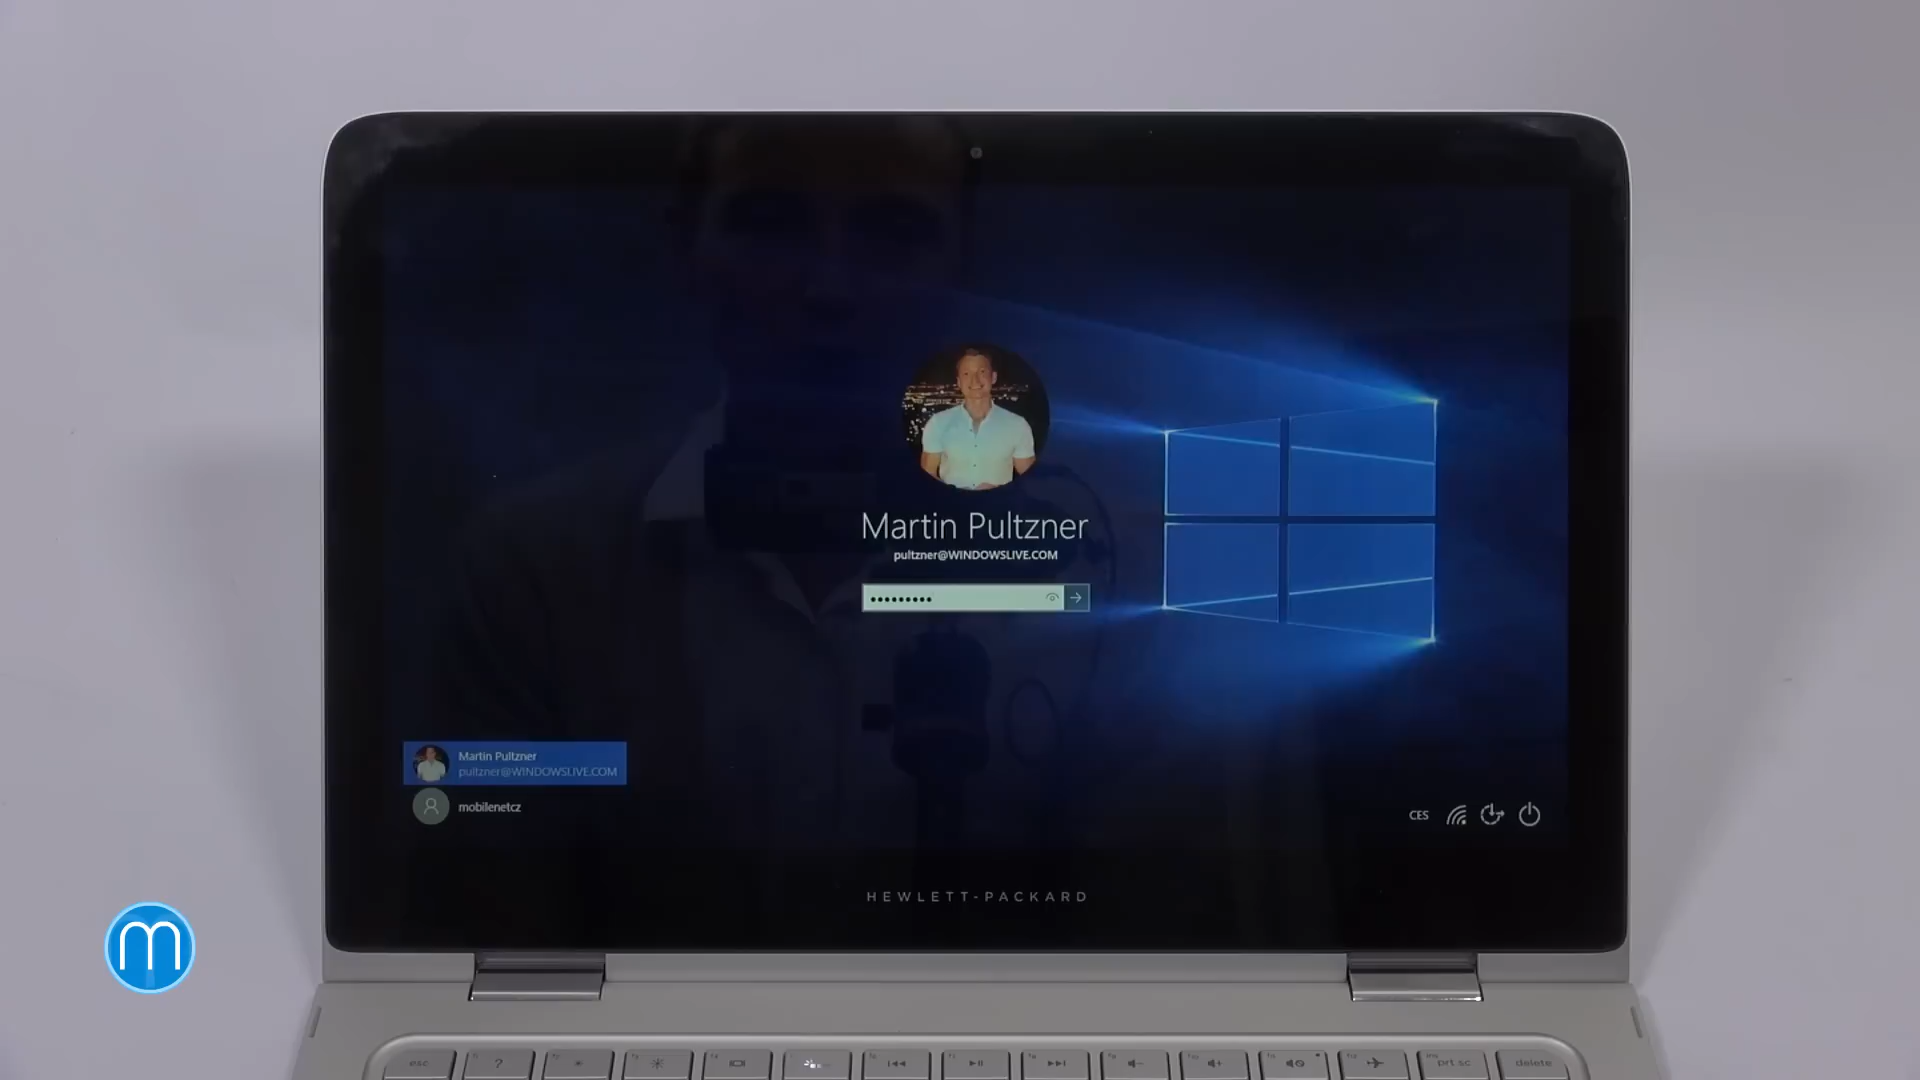 Martin Pultzner
pultzner@WINDOWSLIVE.COM
Martin Pultzner
pultzner@WINDOWSLIVE.COM
mobilenetcz
CES
HEWLETT-PACKARD
m
esc
?
prt sc
delete